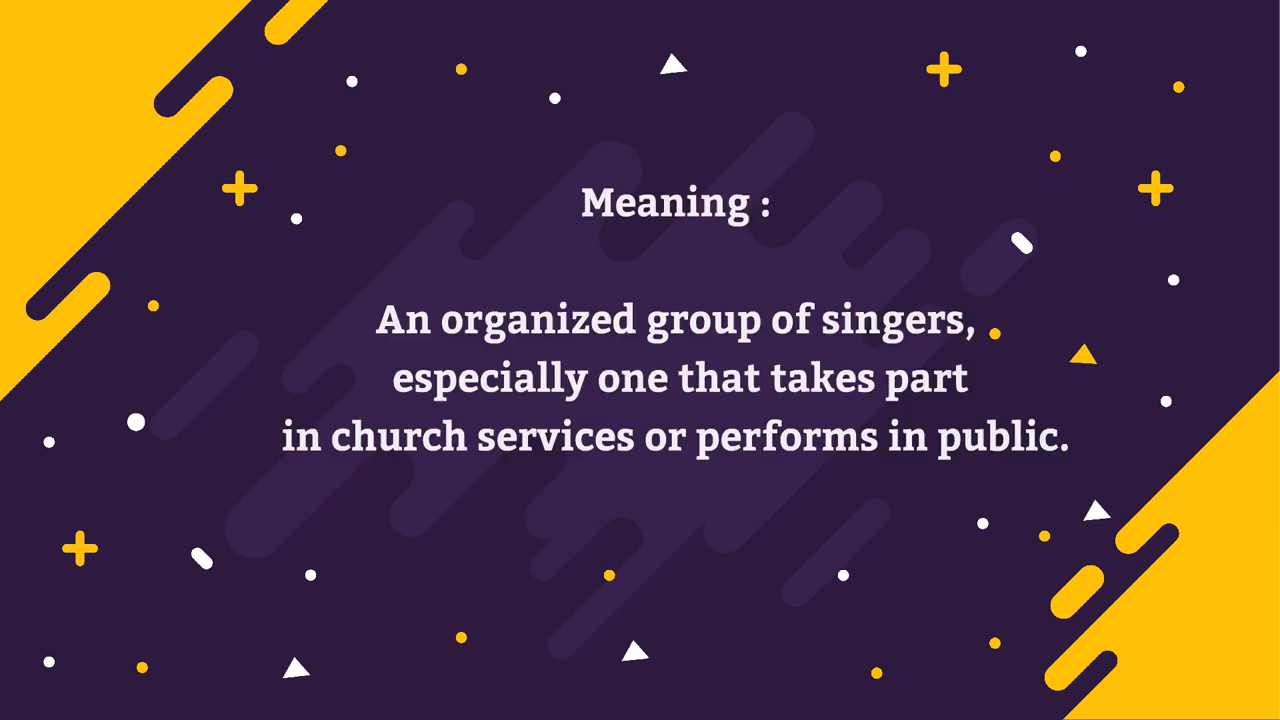 Meaning :
An organized group of singers,
especially one that takes part
in church services or performs in public.